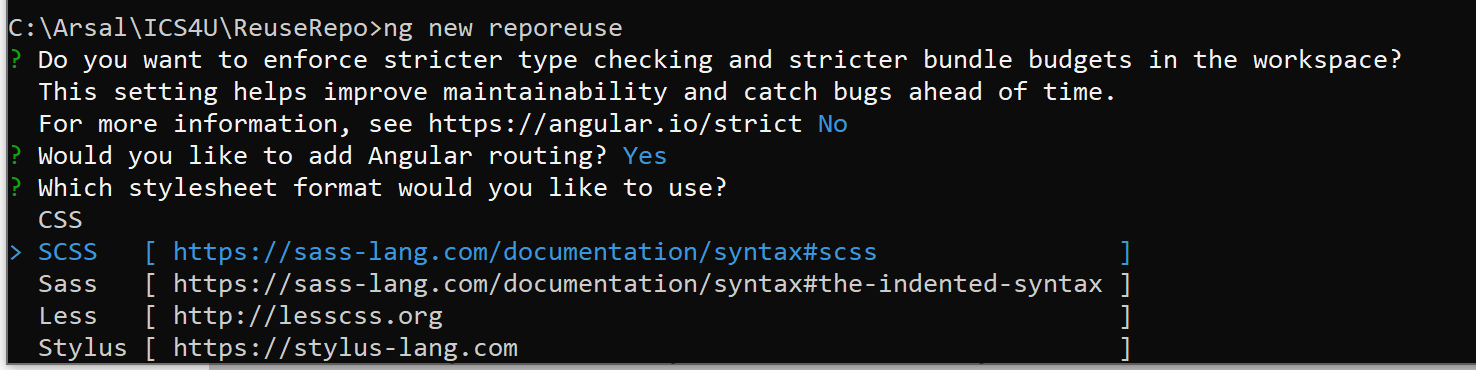 C:\Arsal\ICS4U\ReuseRepo>ng new reporeuse
? Do you want to enforce stricter type checking and stricter bundle budgets in the workspace?
  This setting helps improve maintainability and catch bugs ahead of time.
  For more information, see https://angular.io/strict No
? Would you like to add Angular routing? Yes
? Which stylesheet format would you like to use?
  CSS
> SCSS   [ https://sass-lang.com/documentation/syntax#scss                ]
  Sass   [ https://sass-lang.com/documentation/syntax#the-indented-syntax ]
  Less   [ http://lesscss.org                                             ]
  Stylus [ https://stylus-lang.com                                        ]